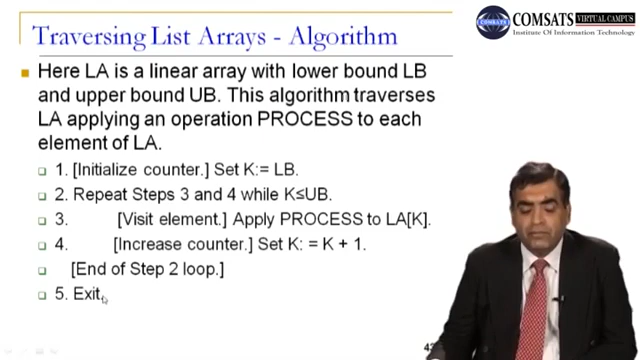 COMSATS
COMSATS VIRTUAL CAMPUS
Institute Of Information Technology
Traversing List Arrays - Algorithm
Here LA is a linear array with lower bound LB
and upper bound UB. This algorithm traverses
LA applying an operation PROCESS to each
element of LA.
1. [Initialize counter.] Set K:= LB.
2. Repeat Steps 3 and 4 while K≤UB.
3. [Visit element.] Apply PROCESS to LA[K].
4. [Increase counter.] Set K: = K + 1.
[End of Step 2 loop.]
5. Exit.